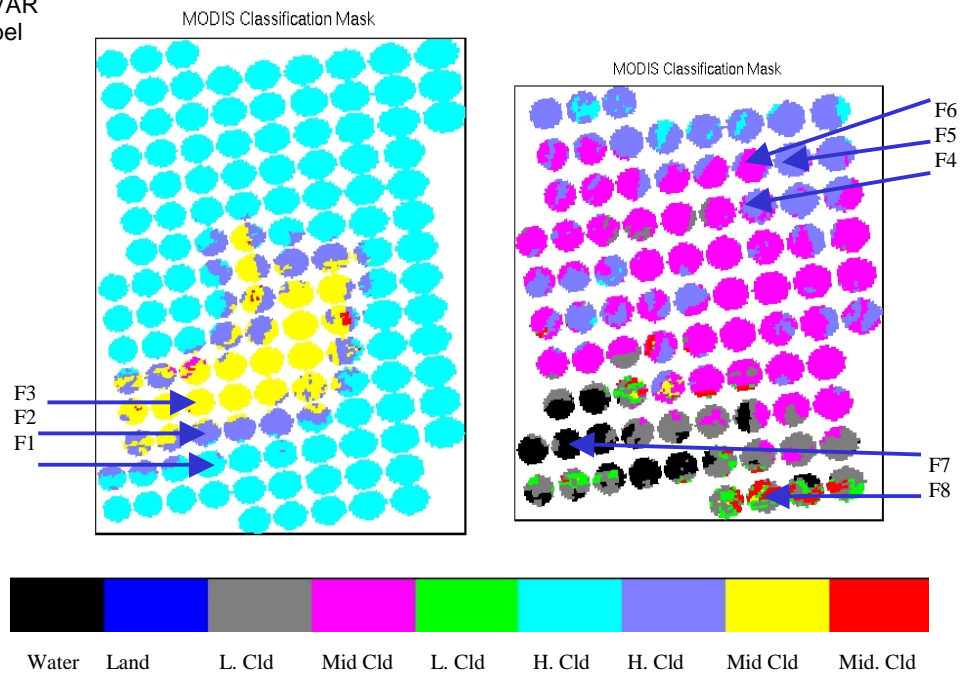 VAR
MODIS Classification Mask
MODIS Classification Mask
F6
F5
F4
F3
F2
F1
F7
F8
Water Land L. Cld Mid Cld L. Cld H. Cld H. Cld Mid Cld Mid. Cld